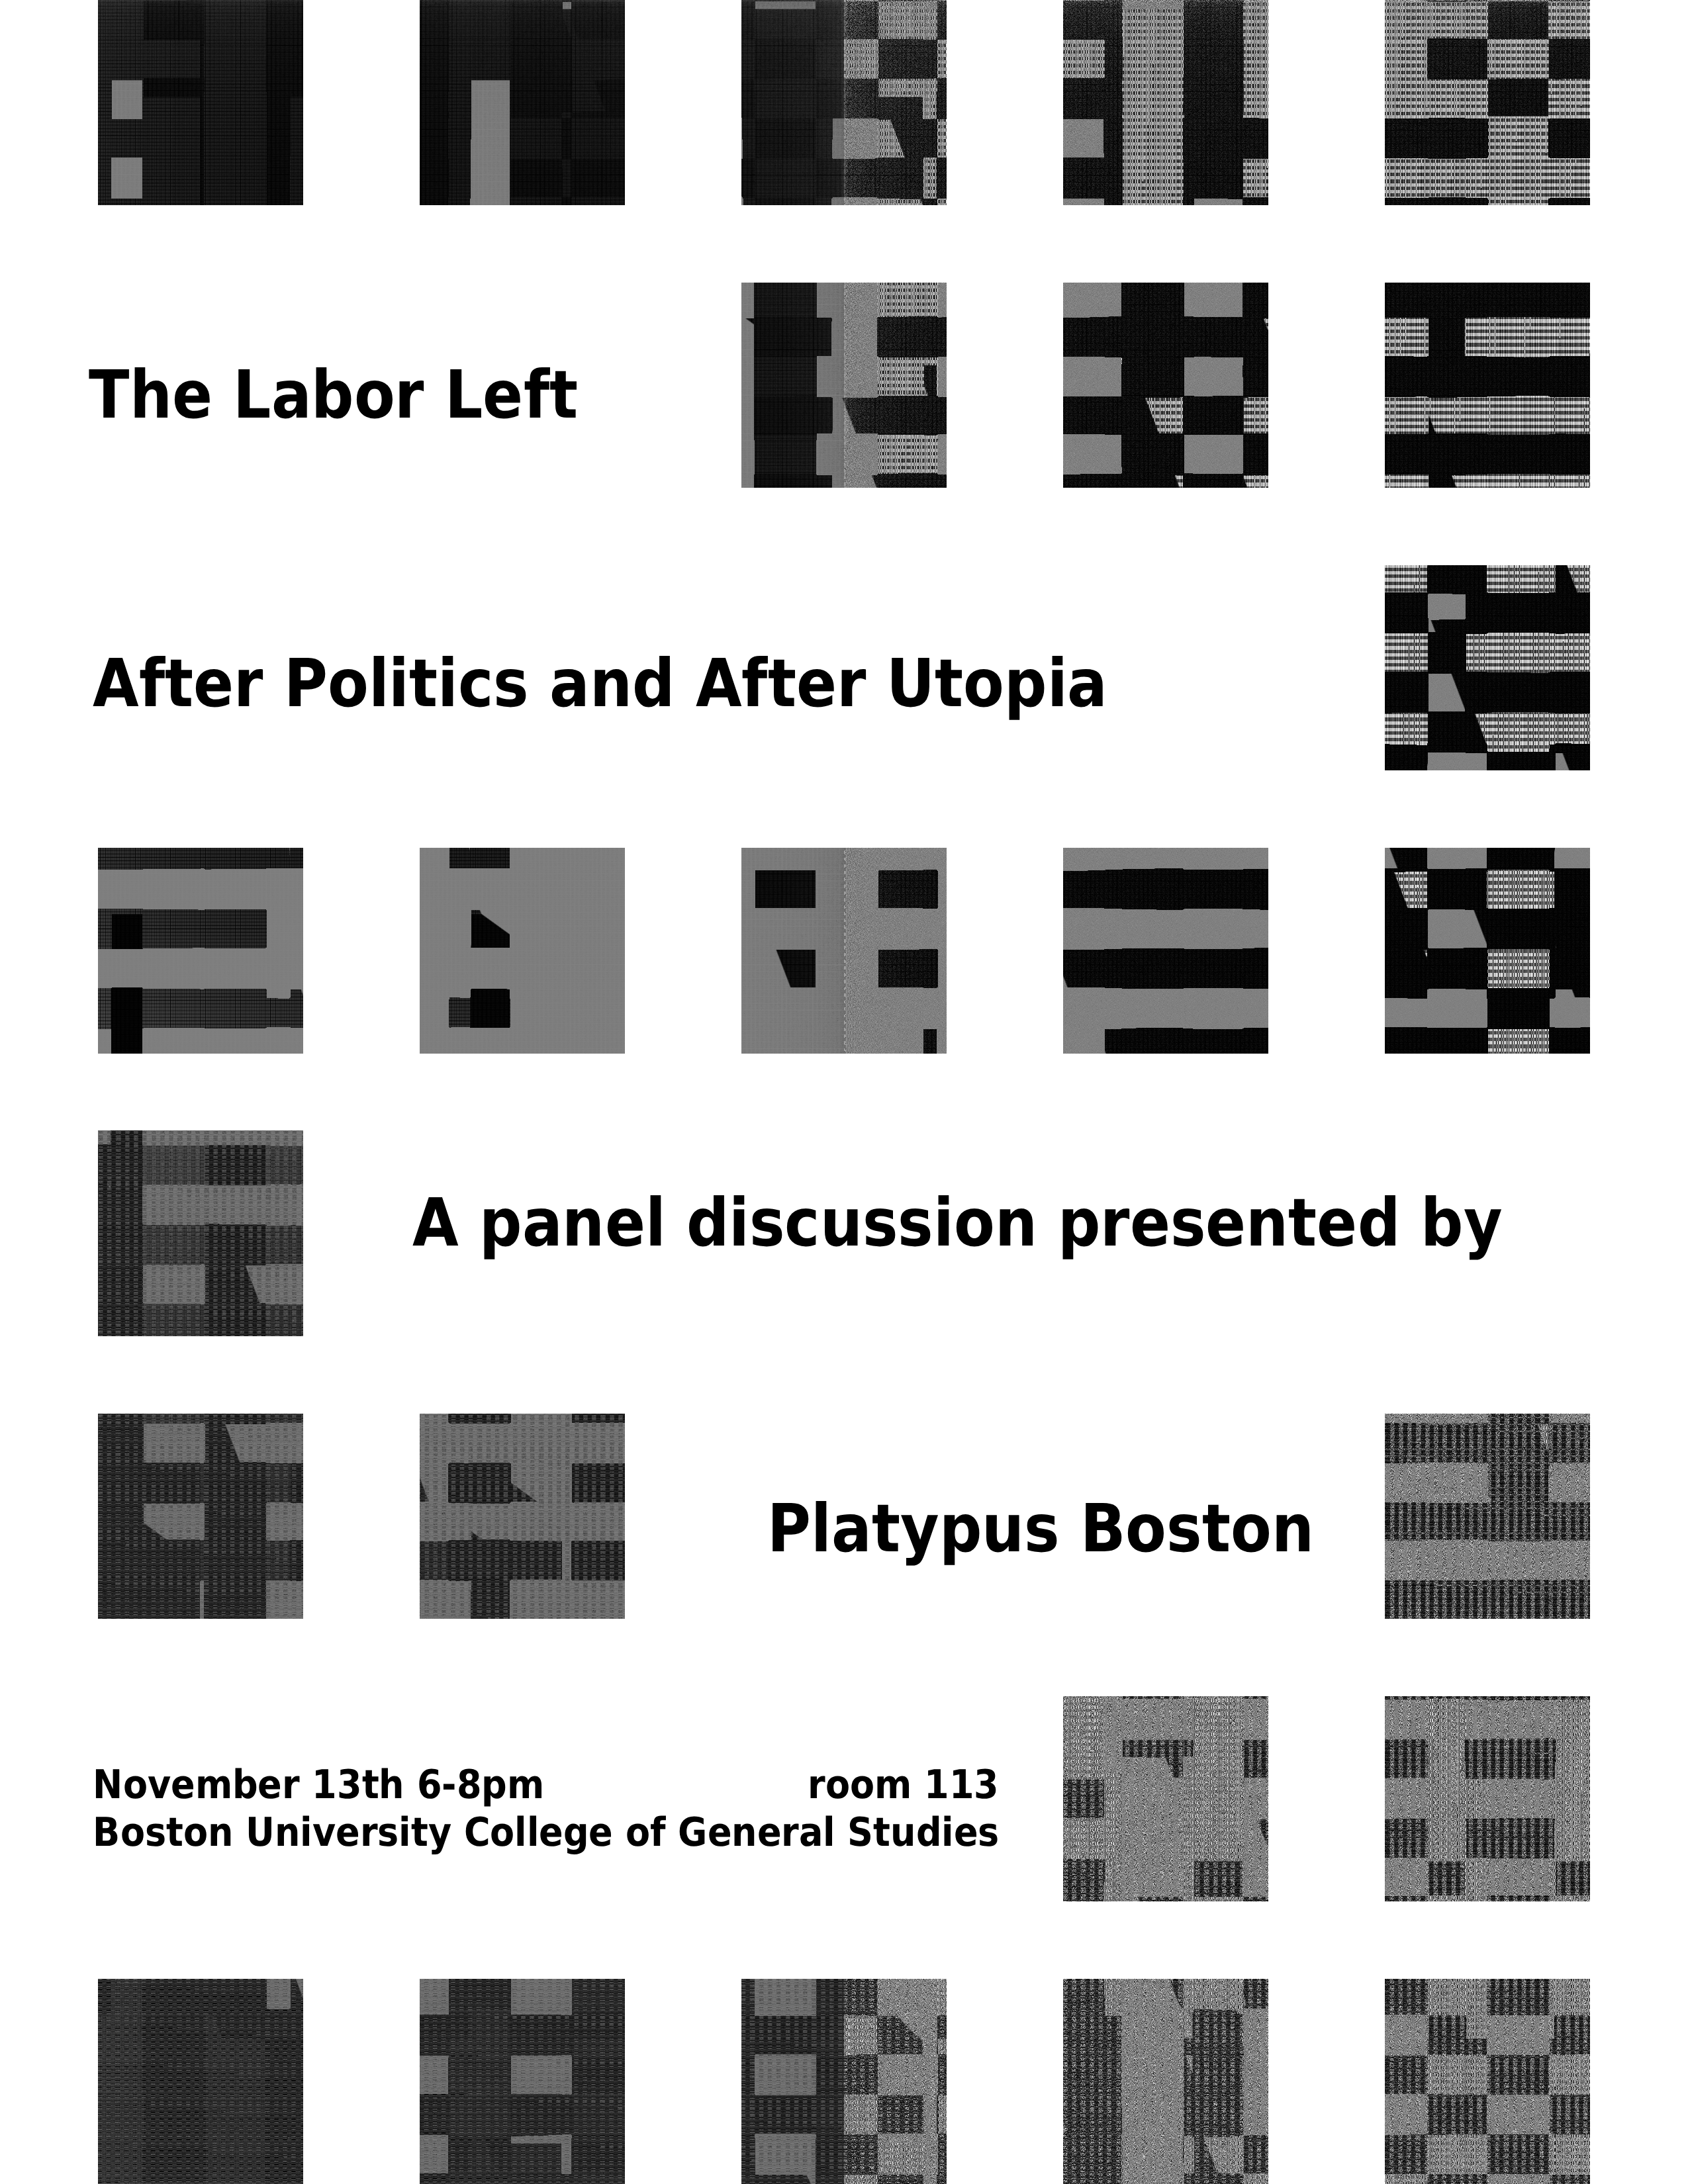 The Labor Left
After Politics and After Utopia
A panel discussion presented by
Platypus Boston
November 13th 6-8pm room 113
Boston University College of General Studies